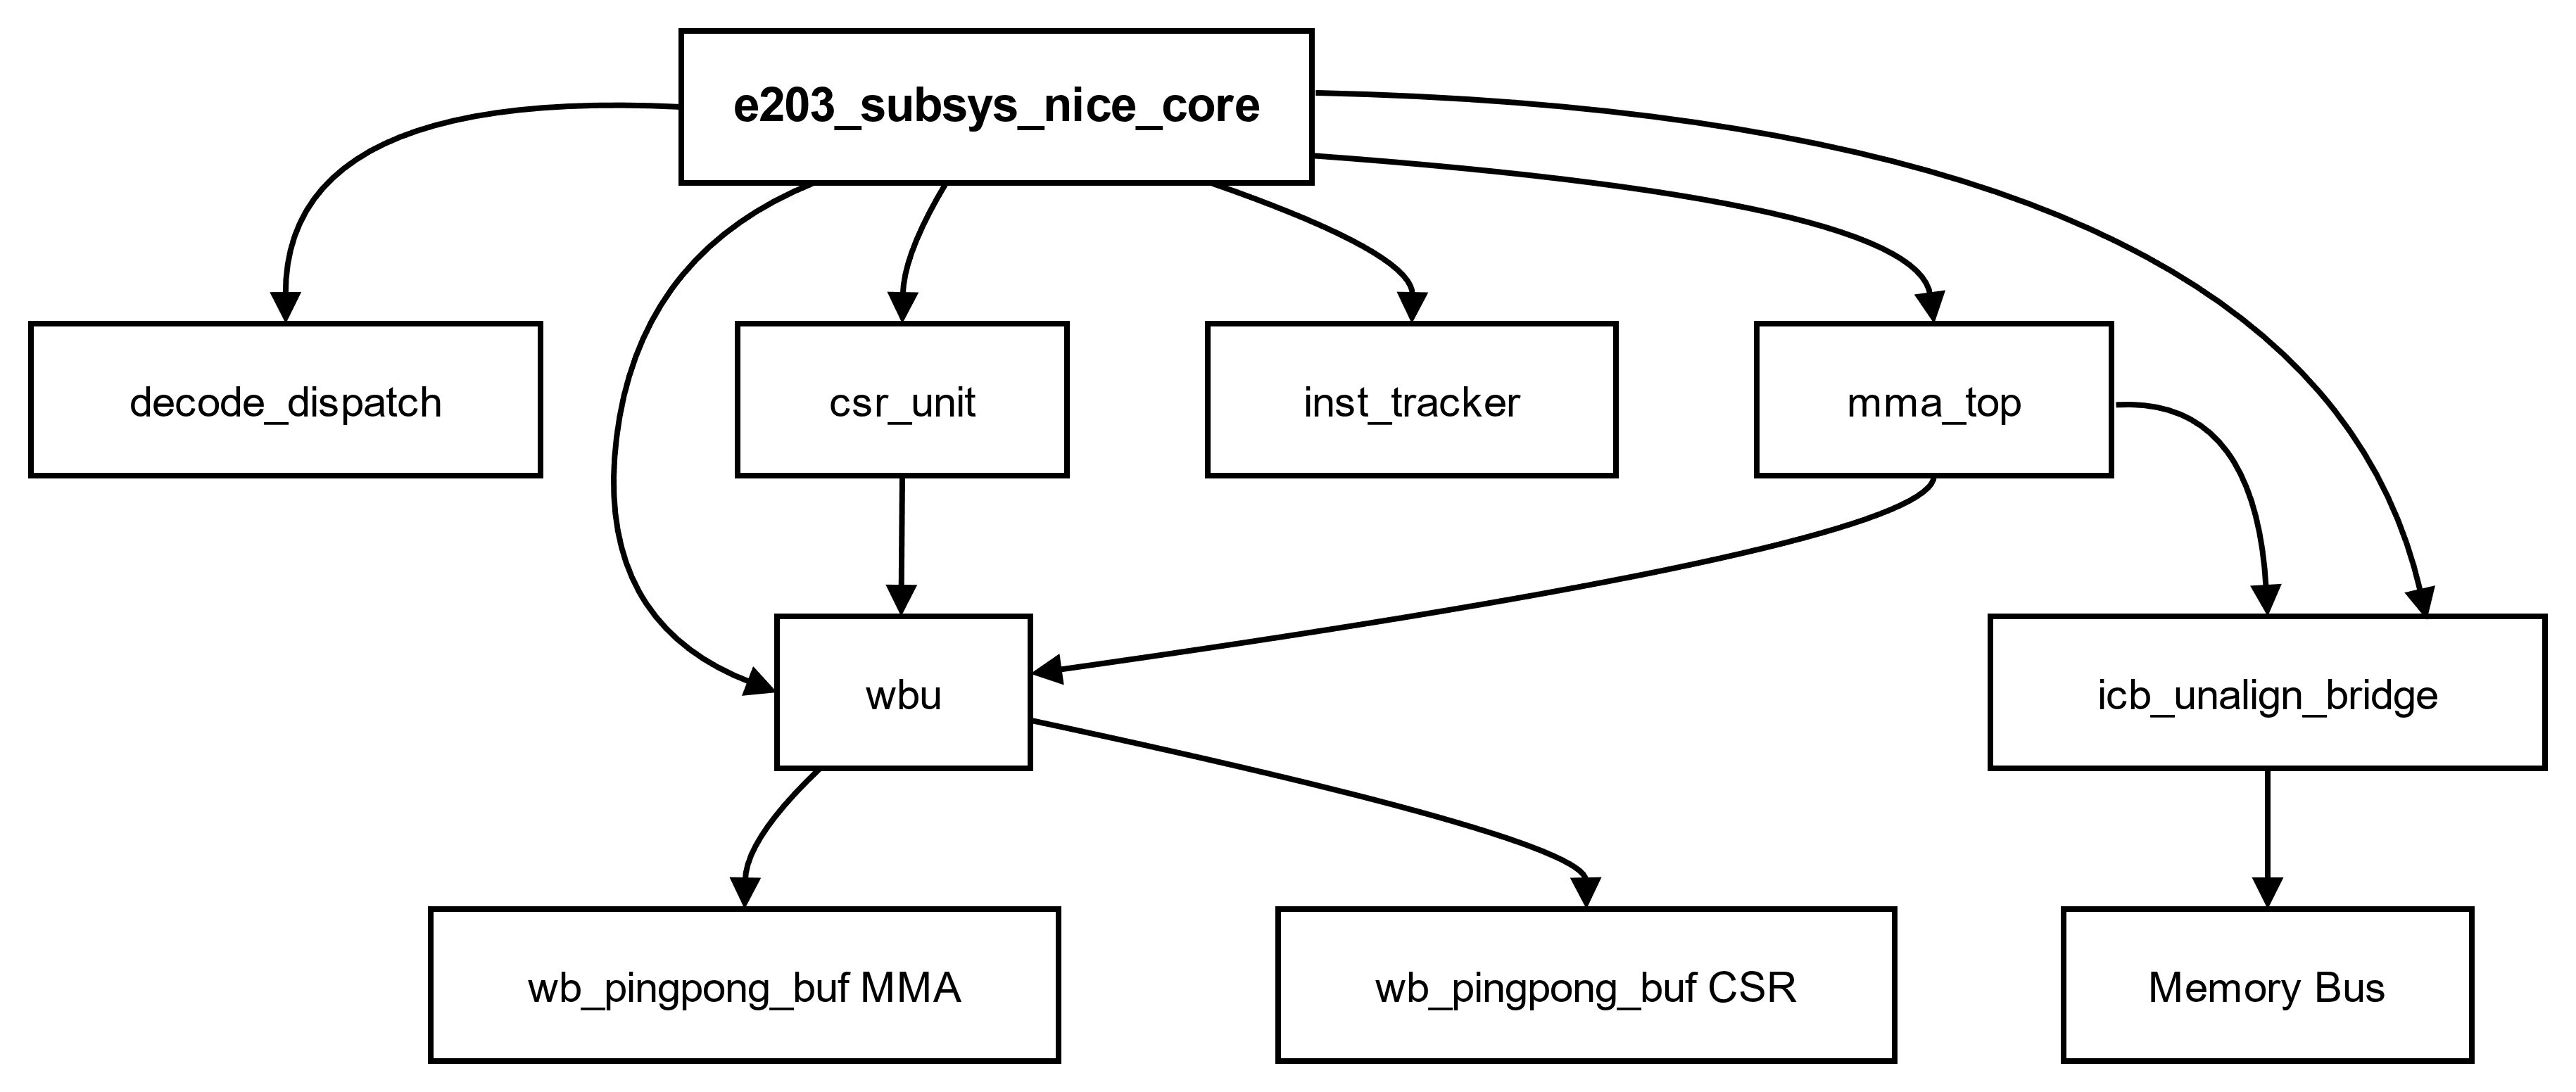 e203_subsys_nice_core
decode_dispatch
csr_unit
inst_tracker
mma_top
wbu
icb_unalign_bridge
wb_pingpong_buf MMA
wb_pingpong_buf CSR
Memory Bus